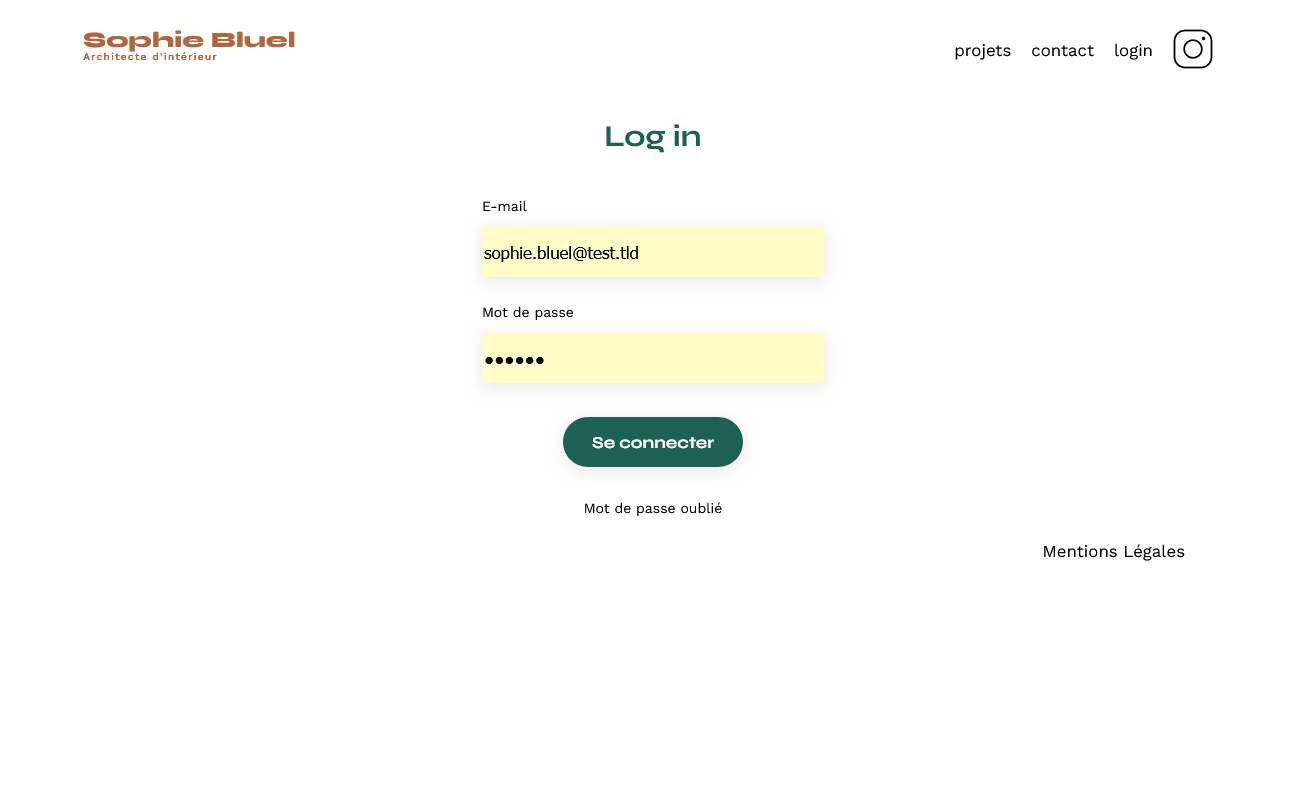 Sophie Bluel
Architecte d'intérieur
projets contact login
Log in
E-mail
sophie.bluel@test.tld
Mot de passe
••••••
Se connecter
Mot de passe oublié
Mentions Légales